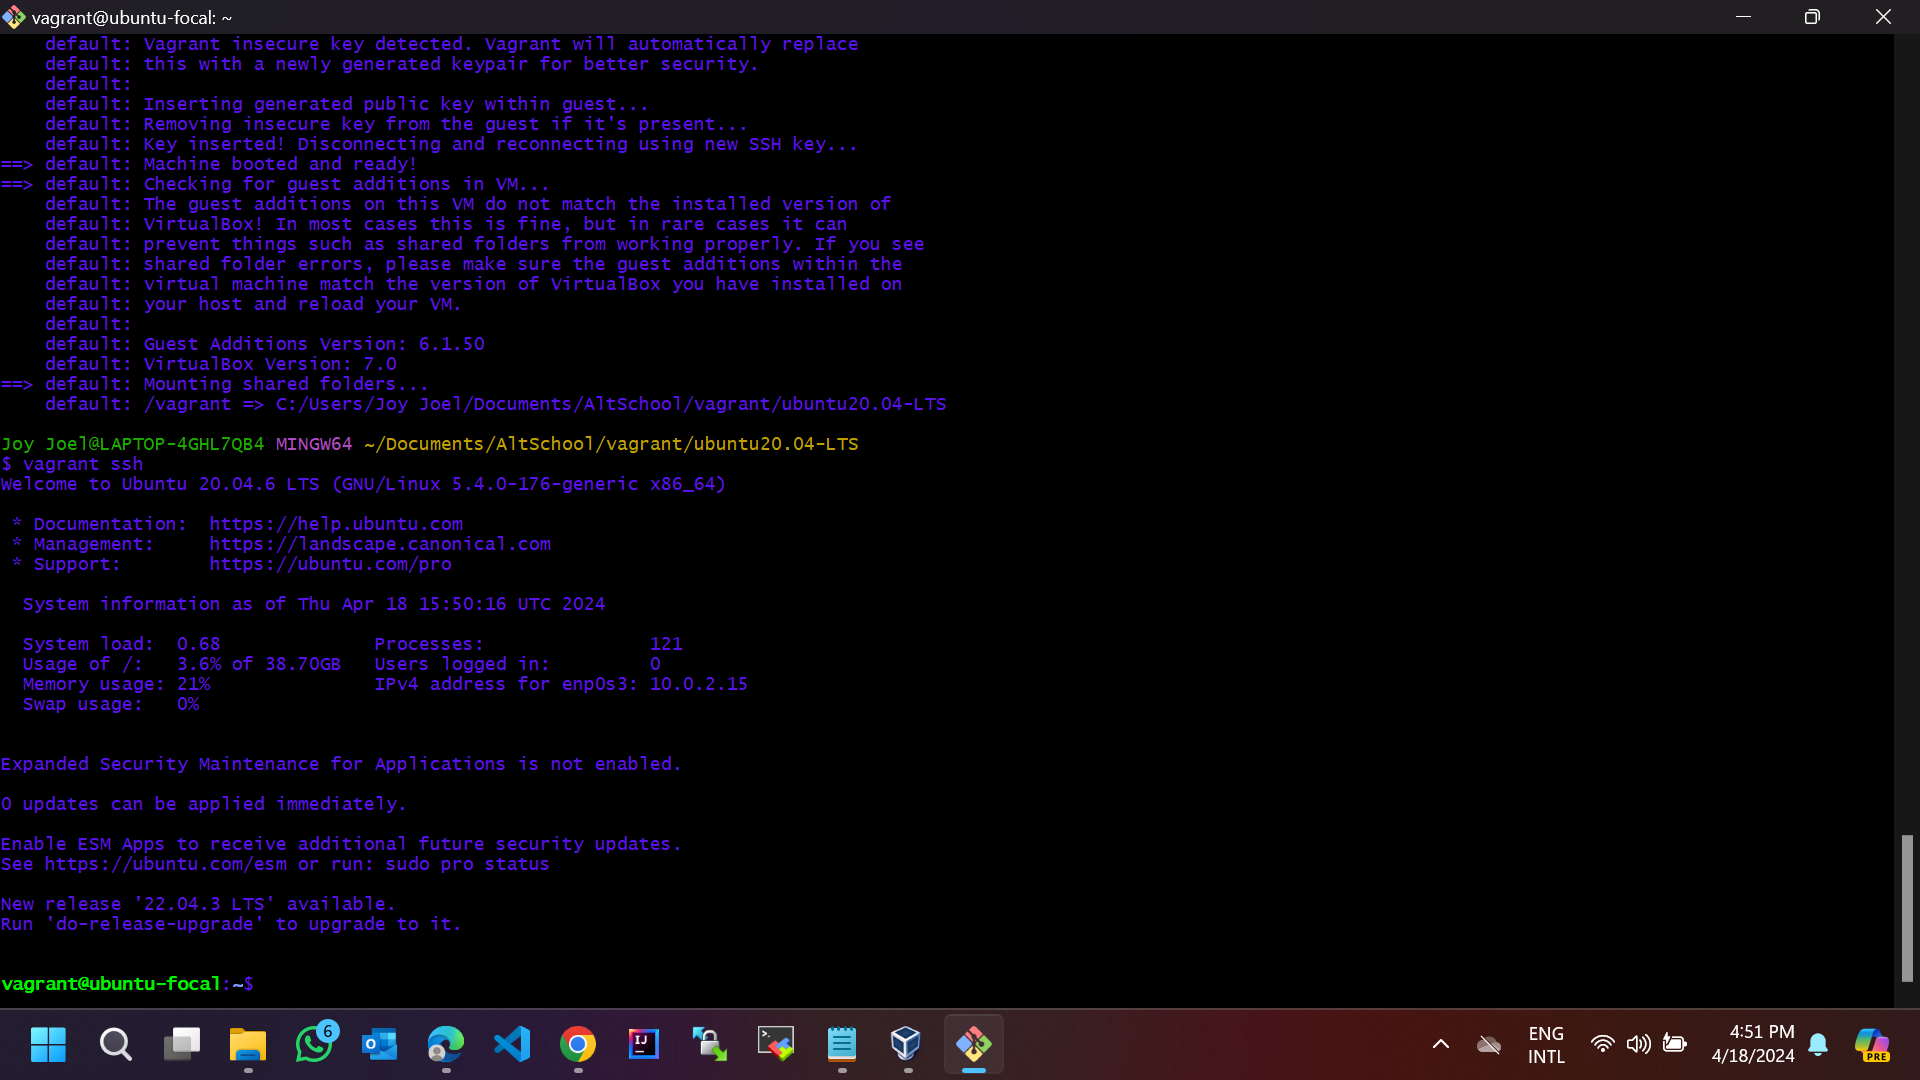 vagrant@ubuntu-focal: ~
default: Vagrant insecure key detected. Vagrant will automatically replace
default: this with a newly generated keypair for better security.
default:
default: Inserting generated public key within guest...
default: Removing insecure key from the guest if it's present...
default: Key inserted! Disconnecting and reconnecting using new SSH key...
==> default: Machine booted and ready!
==> default: Checking for guest additions in VM...
default: The guest additions on this VM do not match the installed version of
default: VirtualBox! In most cases this is fine, but in rare cases it can
default: prevent things such as shared folders from working properly. If you see
default: shared folder errors, please make sure the guest additions within the
default: virtual machine match the version of VirtualBox you have installed on
default: your host and reload your VM.
default:
default: Guest Additions Version: 6.1.50
default: VirtualBox Version: 7.0
==> default: Mounting shared folders...
default: /vagrant => C:/Users/Joy Joel/Documents/AltSchool/vagrant/ubuntu20.04-LTS
Joy Joel@LAPTOP-4GHL7QB4 MINGW64 ~/Documents/AltSchool/vagrant/ubuntu20.04-LTS
$ vagrant ssh
Welcome to Ubuntu 20.04.6 LTS (GNU/Linux 5.4.0-176-generic x86_64)
* Documentation: https://help.ubuntu.com
* Management: https://landscape.canonical.com
* Support: https://ubuntu.com/pro
System information as of Thu Apr 18 15:50:16 UTC 2024
System load: 0.68 Processes: 121
Usage of /: 3.6% of 38.70GB Users logged in: 0
Memory usage: 21% IPv4 address for enp0s3: 10.0.2.15
Swap usage: 0%
Expanded Security Maintenance for Applications is not enabled.
0 updates can be applied immediately.
Enable ESM Apps to receive additional future security updates.
See https://ubuntu.com/esm or run: sudo pro status
New release '22.04.3 LTS' available.
Run 'do-release-upgrade' to upgrade to it.
vagrant@ubuntu-focal:~$
6
IJ
ENG
INTL
4:51 PM
4/18/2024
PRE